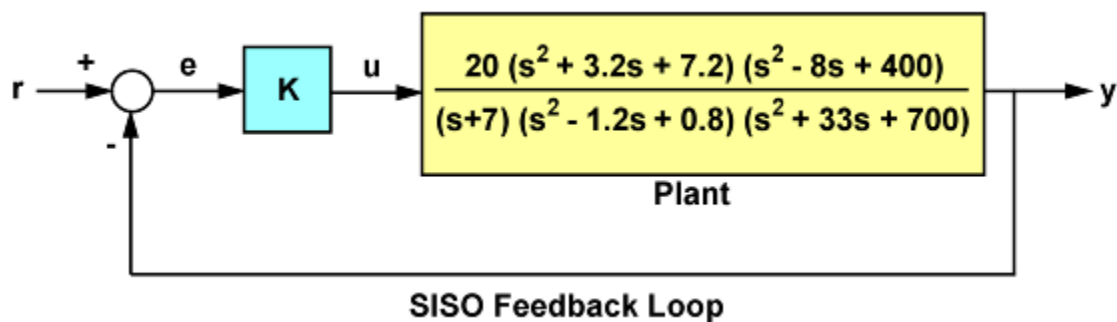 r
+
-
e
K
u
20 (s² + 3.2s + 7.2) (s² - 8s + 400)
(s+7) (s² - 1.2s + 0.8) (s² + 33s + 700)
y
Plant
SISO Feedback Loop